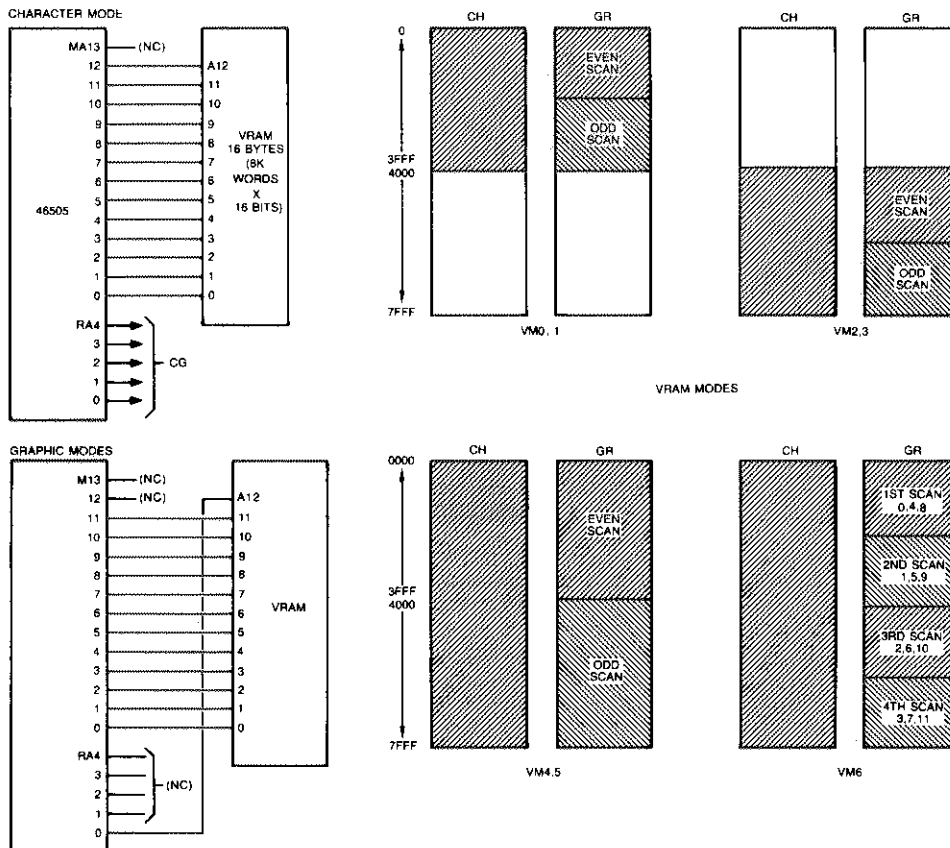 CHARACTER MODE
MA13 (NC)
12 A12
11 11
10 10
9 9
8 8
7 7
6 6
5 5
4 4
3 3
2 2
1 1
0 0
46505
VRAM
16 BYTES
(8K
WORDS
X
16 BITS)
RA4
3
2
1
0
CG
CH GR
0
3FFF
4000
7FFF
EVEN
SCAN
ODD
SCAN
VM0, 1
CH GR
EVEN
SCAN
ODD
SCAN
VM2,3
VRAM MODES
GRAPHIC MODES
M13 (NC)
12 (NC) A12
11 11
10 10
9 9
8 8
7 7
6 6
5 5
4 4
3 3
2 2
1 1
0 0
VRAM
RA4
3
2
1
0
(NC)
CH GR
0000
3FFF
4000
7FFF
EVEN
SCAN
ODD
SCAN
VM4,5
CH GR
1ST SCAN
0,4,8
2ND SCAN
1,5,9
3RD SCAN
2,6,10
4TH SCAN
3,7,11
VM6